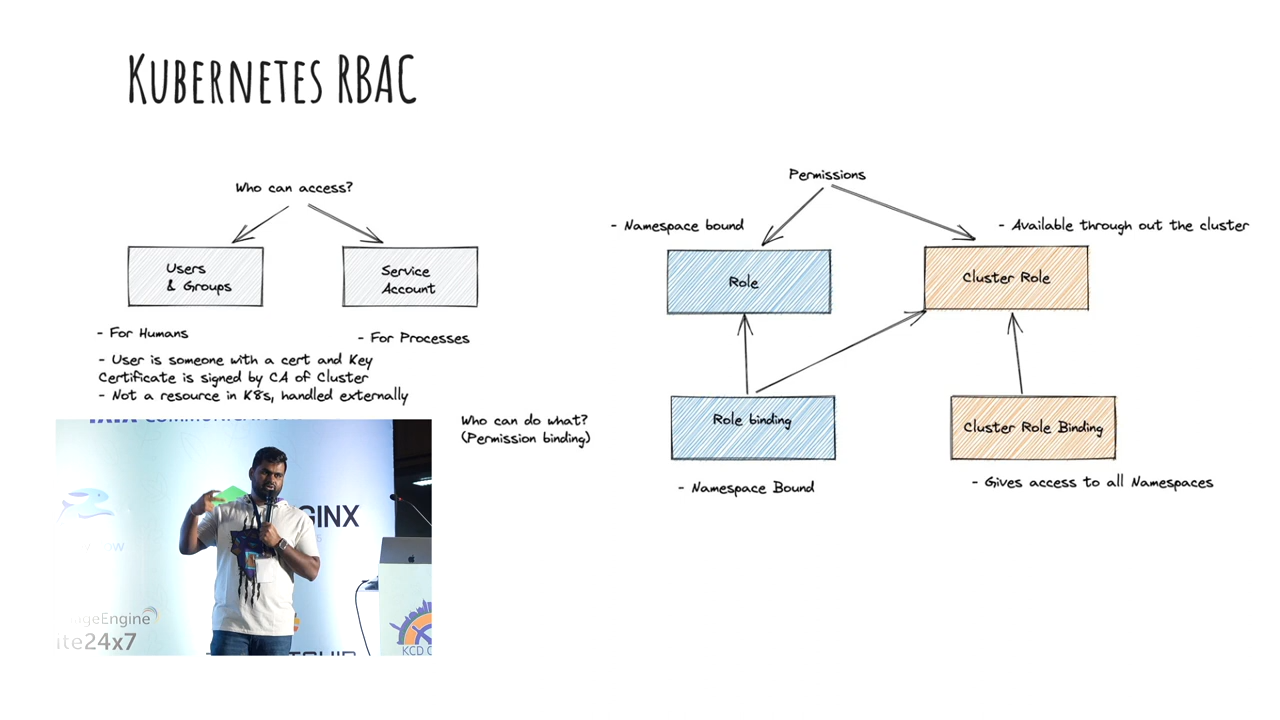 KUBERNETES RBAC
Who can access?
Users
& Groups
Service
Account
- For Humans
- For Processes
- User is someone with a cert and Key
Certificate is signed by CA of Cluster
- Not a resource in K8's, handled externally
Who can do what?
(Permission binding)
Permissions
- Namespace bound
- Available through out the cluster
Role
Cluster Role
Role binding
Cluster Role Binding
- Namespace Bound
- Gives access to all Namespaces
GINX
ageEngine
ite24x7
KCD